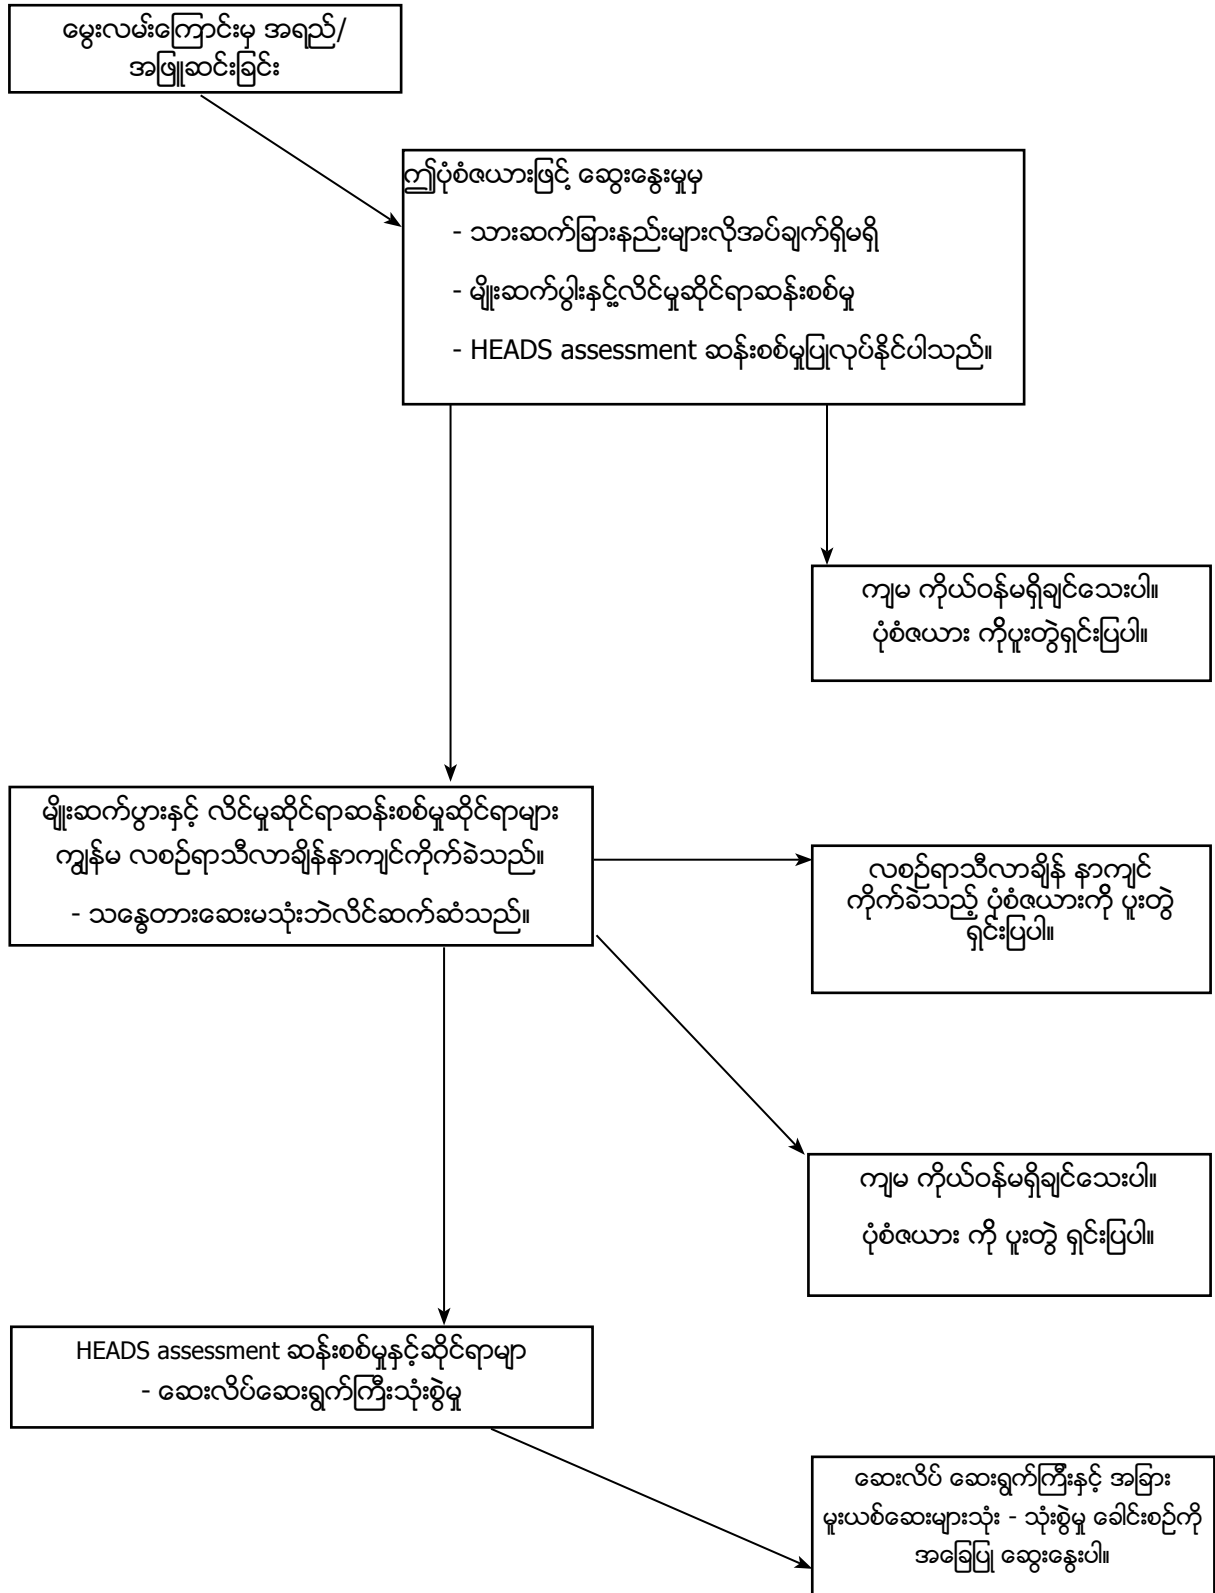 မွေးလမ်းကြောင်းမှ အရည်/
အဖြူဆင်းခြင်း
ဤပုံစံဇယားဖြင့် ဆွေးနွေးမှုမှ
- သားဆက်ခြားနည်းများလိုအပ်ချက်ရှိမရှိ
- မျိုးဆက်ပွါးနှင့်လိင်မှုဆိုင်ရာဆန်းစစ်မှု
- HEADS assessment ဆန်းစစ်မှုပြုလုပ်နိုင်ပါသည်။
ကျမ ကိုယ်ဝန်မရှိချင်သေးပါ။
ပုံစံဇယား ကိုပူးတွဲရှင်းပြပါ။
မျိုးဆက်ပွားနှင့် လိင်မှုဆိုင်ရာဆန်းစစ်မှုဆိုင်ရာများ
ကျွန်မ လစဉ်ရာသီလာချိန်နာကျင်ကိုက်ခဲသည်။
- သန္ဓေတားဆေးမသုံးဘဲလိင်ဆက်ဆံသည်။
လစဉ်ရာသီလာချိန် နာကျင်
ကိုက်ခဲသည့် ပုံစံဇယားကို ပူးတွဲ
ရှင်းပြပါ။
ကျမ ကိုယ်ဝန်မရှိချင်သေးပါ။
ပုံစံဇယား ကို ပူးတွဲ ရှင်းပြပါ။
HEADS assessment ဆန်းစစ်မှုနှင့်ဆိုင်ရာမျာ
- ဆေးလိပ်ဆေးရွက်ကြီးသုံးစွဲမှု
ဆေးလိပ် ဆေးရွက်ကြီးနှင့် အခြား
မူးယစ်ဆေးများသုံး - သုံးစွဲမှု ခေါင်းစဉ်ကို
အခြေပြု ဆွေးနွေးပါ။